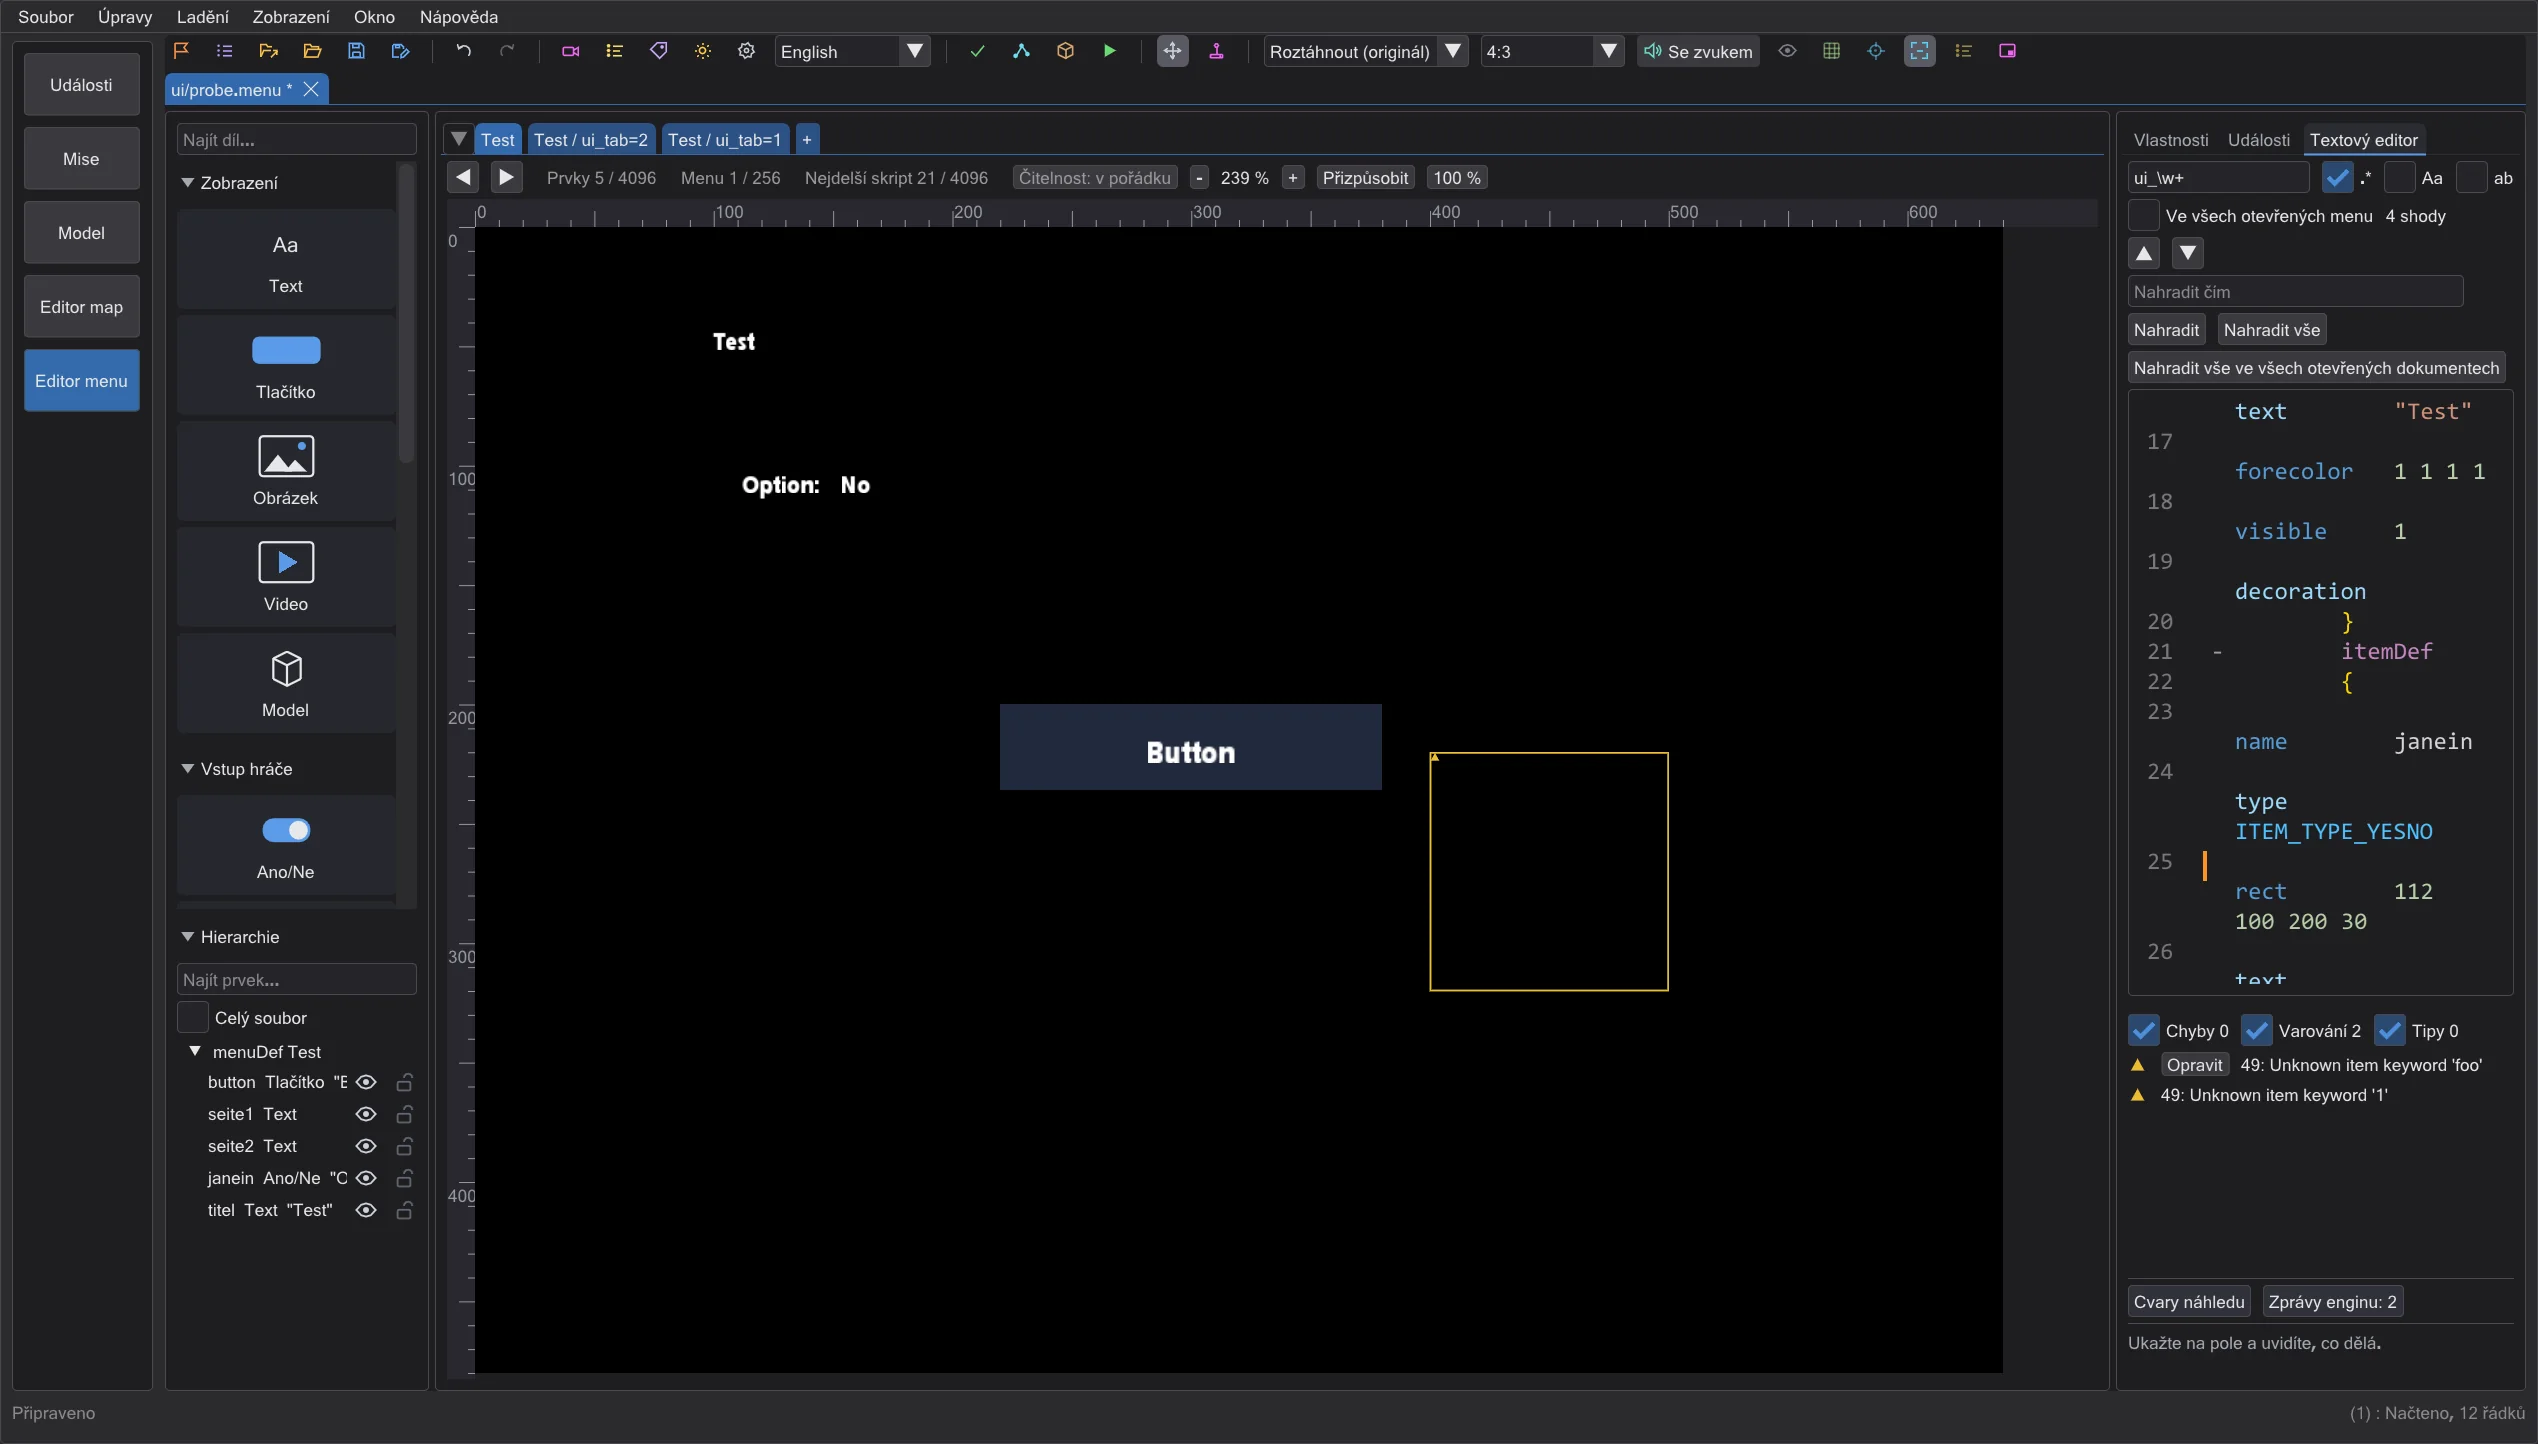 Soubor Úpravy Ladění Zobrazení Okno Nápověda
English
Roztáhnout (originál)
4:3
Se zvukem
Události
Mise
Model
Editor map
Editor menu
ui/probe.menu *
Najít díl...
Zobrazení
Aa
Text
Tlačítko
Obrázek
Video
Model
Vstup hráče
Ano/Ne
Hierarchie
Najít prvek...
Celý soubor
menuDef Test
button Tlačítko "B
seite1 Text
seite2 Text
janein Ano/Ne "O
titel Text "Test"
Test
Test / ui_tab=2
Test / ui_tab=1
+
Prvky 5 / 4096 Menu 1 / 256 Nejdelší skript 21 / 4096 Čitelnost: v pořádku - 239 % + Přizpůsobit 100 %
0 100 200 300 400 500 600
0
100
200
300
400
Test
Option: No
Button
Vlastnosti Události Textový editor
ui_\w+ .* Aa ab
Ve všech otevřených menu 4 shody
Nahradit čím
Nahradit Nahradit vše
Nahradit vše ve všech otevřených dokumentech
text "Test"
17
forecolor 1 1 1 1
18
visible 1
19
decoration
20 }
21 - itemDef
22 {
23
name janein
24
type
ITEM_TYPE_YESNO
25
rect 112
100 200 30
26
text
Chyby 0 Varování 2 Tipy 0
Opravit 49: Unknown item keyword 'foo'
49: Unknown item keyword '1'
Cvary náhledu Zprávy enginu: 2
Ukažte na pole a uvidíte, co dělá.
Připraveno
(1) : Načteno, 12 řádků